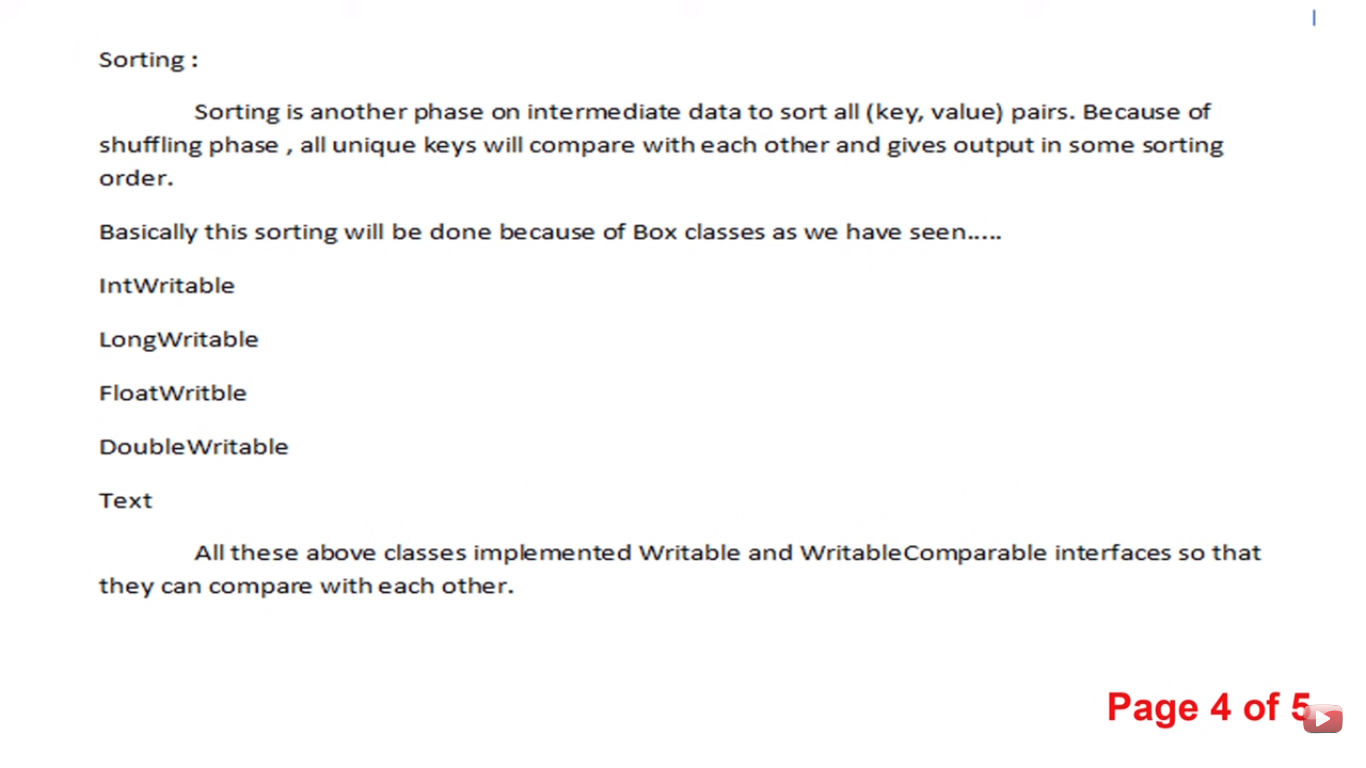 Sorting :
Sorting is another phase on intermediate data to sort all (key, value) pairs. Because of
shuffling phase , all unique keys will compare with each other and gives output in some sorting
order.
Basically this sorting will be done because of Box classes as we have seen.....
IntWritable
LongWritable
FloatWritble
DoubleWritable
Text
All these above classes implemented Writable and WritableComparable interfaces so that
they can compare with each other.
Page 4 of 5